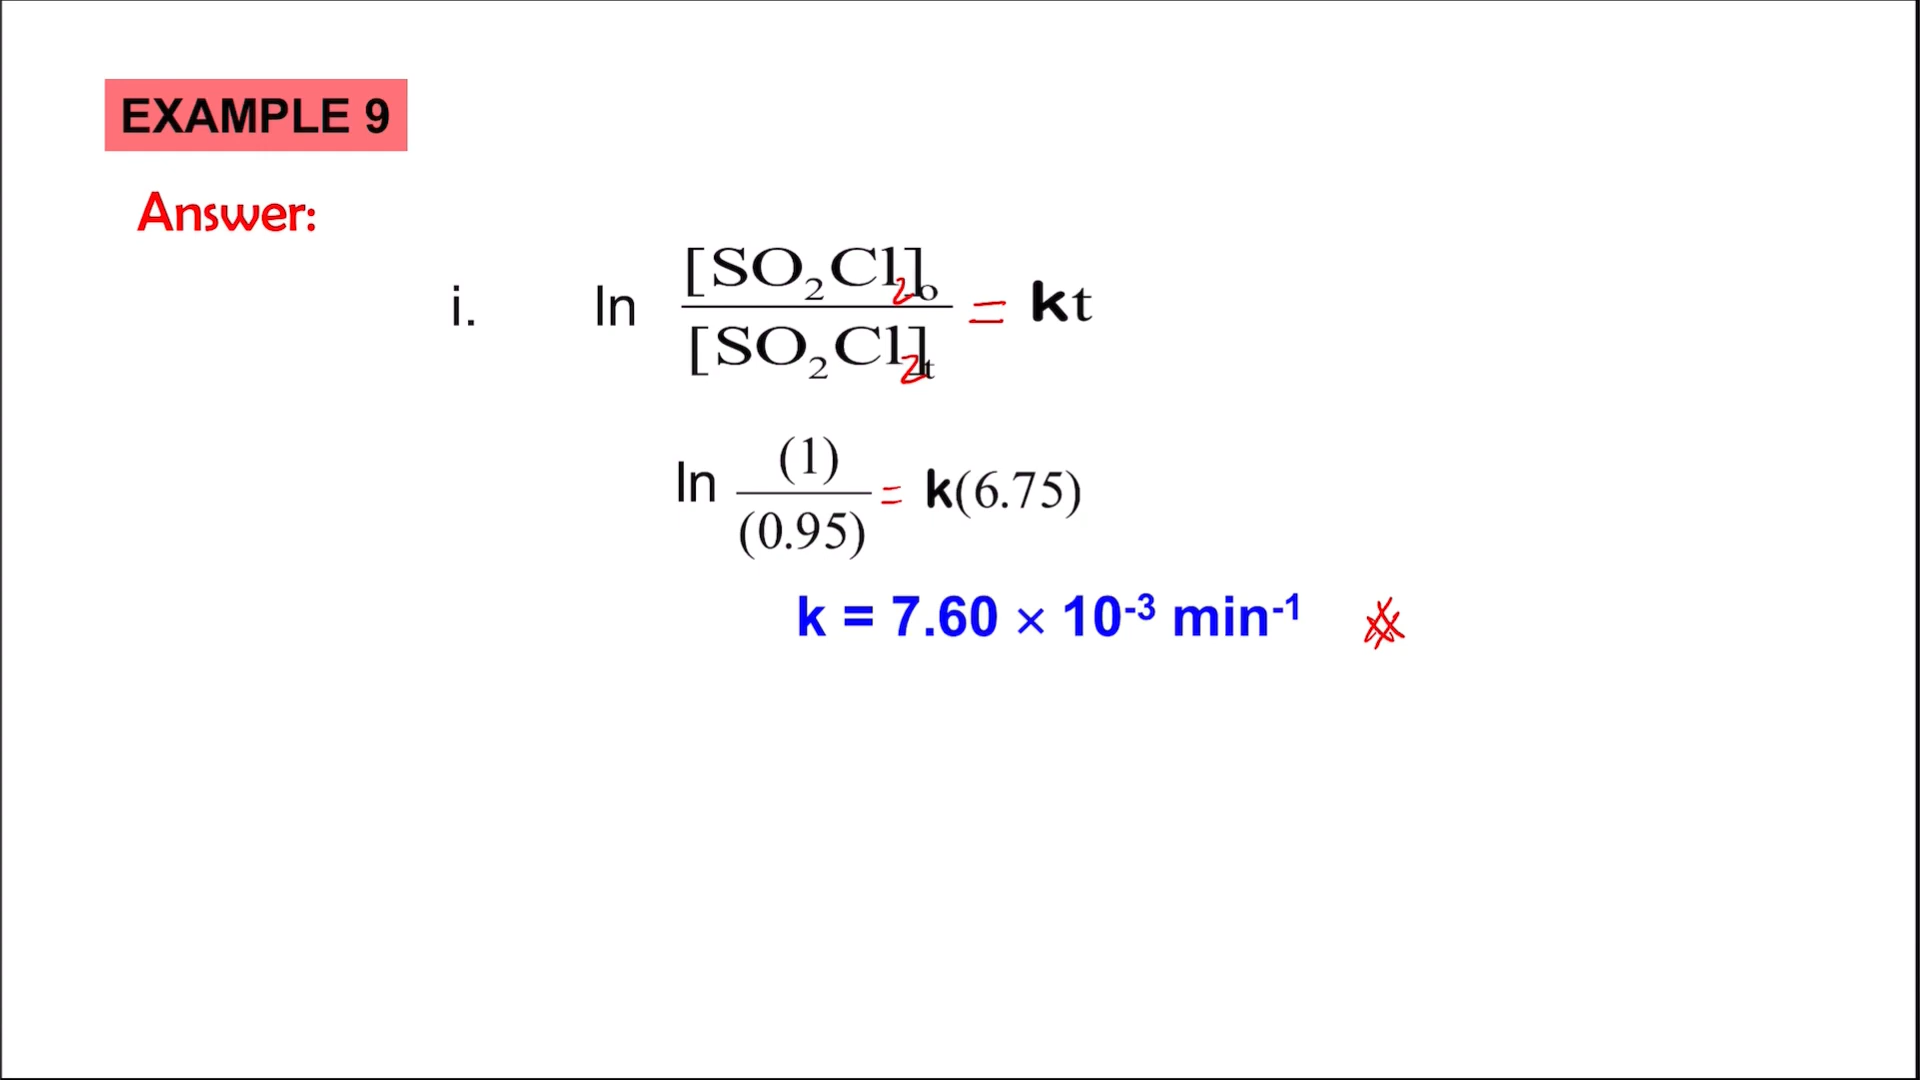 EXAMPLE 9
Answer:
i. ln [SO₂Cl₂]₀ / [SO₂Cl₂]ₜ = kt
ln (1) / (0.95) = k(6.75)
k = 7.60 × 10⁻³ min⁻¹